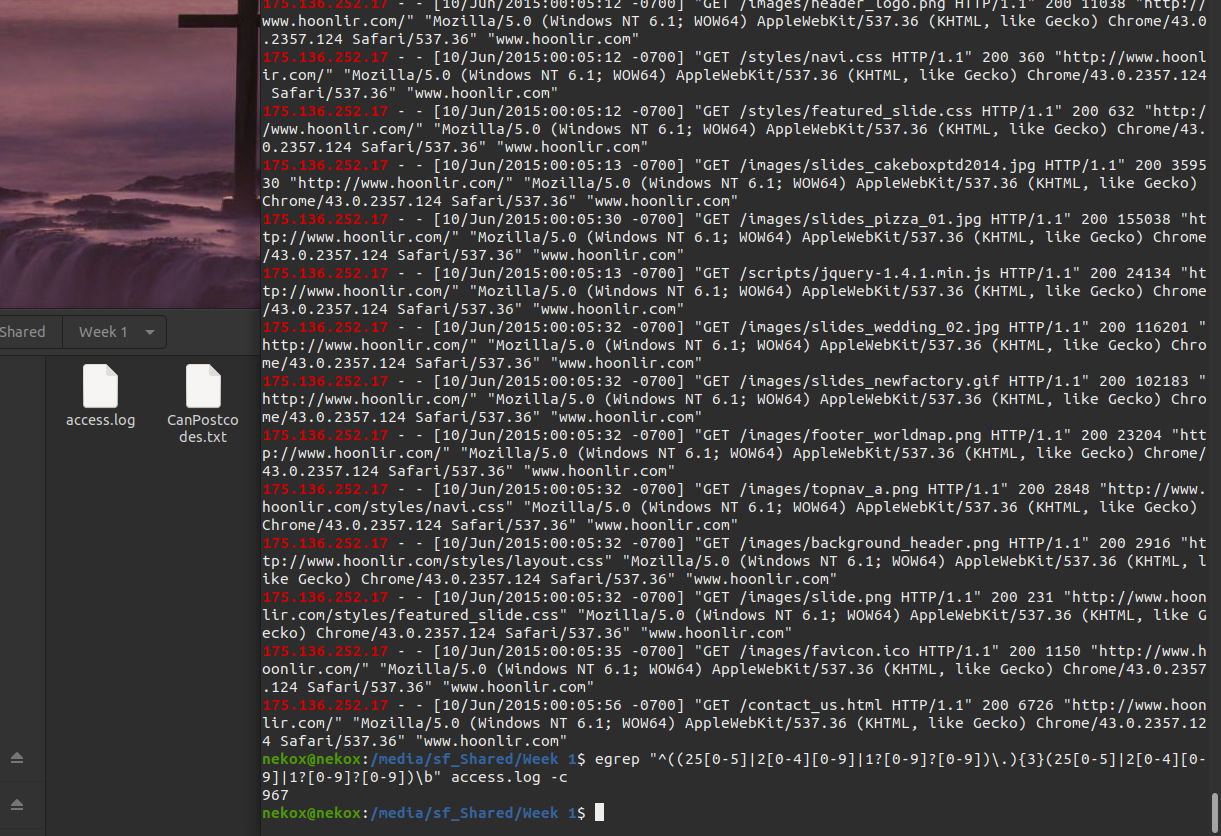 175.136.252.17 - - [10/Jun/2015:00:05:12 -0700] "GET /images/header_logo.png HTTP/1.1" 200 11038 "http://
www.hoonlir.com/" "Mozilla/5.0 (Windows NT 6.1; WOW64) AppleWebKit/537.36 (KHTML, like Gecko) Chrome/43.0
.2357.124 Safari/537.36" "www.hoonlir.com"
175.136.252.17 - - [10/Jun/2015:00:05:12 -0700] "GET /styles/navi.css HTTP/1.1" 200 360 "http://www.hoonl
ir.com/" "Mozilla/5.0 (Windows NT 6.1; WOW64) AppleWebKit/537.36 (KHTML, like Gecko) Chrome/43.0.2357.124
 Safari/537.36" "www.hoonlir.com"
175.136.252.17 - - [10/Jun/2015:00:05:12 -0700] "GET /styles/featured_slide.css HTTP/1.1" 200 632 "http:/
/www.hoonlir.com/" "Mozilla/5.0 (Windows NT 6.1; WOW64) AppleWebKit/537.36 (KHTML, like Gecko) Chrome/43.
0.2357.124 Safari/537.36" "www.hoonlir.com"
175.136.252.17 - - [10/Jun/2015:00:05:13 -0700] "GET /images/slides_cakeboxptd2014.jpg HTTP/1.1" 200 3595
30 "http://www.hoonlir.com/" "Mozilla/5.0 (Windows NT 6.1; WOW64) AppleWebKit/537.36 (KHTML, like Gecko)
Chrome/43.0.2357.124 Safari/537.36" "www.hoonlir.com"
175.136.252.17 - - [10/Jun/2015:00:05:30 -0700] "GET /images/slides_pizza_01.jpg HTTP/1.1" 200 155038 "ht
tp://www.hoonlir.com/" "Mozilla/5.0 (Windows NT 6.1; WOW64) AppleWebKit/537.36 (KHTML, like Gecko) Chrome
/43.0.2357.124 Safari/537.36" "www.hoonlir.com"
175.136.252.17 - - [10/Jun/2015:00:05:13 -0700] "GET /scripts/jquery-1.4.1.min.js HTTP/1.1" 200 24134 "ht
tp://www.hoonlir.com/" "Mozilla/5.0 (Windows NT 6.1; WOW64) AppleWebKit/537.36 (KHTML, like Gecko) Chrome
/43.0.2357.124 Safari/537.36" "www.hoonlir.com"
175.136.252.17 - - [10/Jun/2015:00:05:32 -0700] "GET /images/slides_wedding_02.jpg HTTP/1.1" 200 116201 "
http://www.hoonlir.com/" "Mozilla/5.0 (Windows NT 6.1; WOW64) AppleWebKit/537.36 (KHTML, like Gecko) Chro
me/43.0.2357.124 Safari/537.36" "www.hoonlir.com"
175.136.252.17 - - [10/Jun/2015:00:05:32 -0700] "GET /images/slides_newfactory.gif HTTP/1.1" 200 102183 "
http://www.hoonlir.com/" "Mozilla/5.0 (Windows NT 6.1; WOW64) AppleWebKit/537.36 (KHTML, like Gecko) Chro
me/43.0.2357.124 Safari/537.36" "www.hoonlir.com"
175.136.252.17 - - [10/Jun/2015:00:05:32 -0700] "GET /images/footer_worldmap.png HTTP/1.1" 200 23204 "htt
p://www.hoonlir.com/" "Mozilla/5.0 (Windows NT 6.1; WOW64) AppleWebKit/537.36 (KHTML, like Gecko) Chrome/
43.0.2357.124 Safari/537.36" "www.hoonlir.com"
175.136.252.17 - - [10/Jun/2015:00:05:32 -0700] "GET /images/topnav_a.png HTTP/1.1" 200 2848 "http://www.
hoonlir.com/styles/navi.css" "Mozilla/5.0 (Windows NT 6.1; WOW64) AppleWebKit/537.36 (KHTML, like Gecko)
Chrome/43.0.2357.124 Safari/537.36" "www.hoonlir.com"
175.136.252.17 - - [10/Jun/2015:00:05:32 -0700] "GET /images/background_header.png HTTP/1.1" 200 2916 "ht
tp://www.hoonlir.com/styles/layout.css" "Mozilla/5.0 (Windows NT 6.1; WOW64) AppleWebKit/537.36 (KHTML, l
ike Gecko) Chrome/43.0.2357.124 Safari/537.36" "www.hoonlir.com"
175.136.252.17 - - [10/Jun/2015:00:05:32 -0700] "GET /images/slide.png HTTP/1.1" 200 231 "http://www.hoon
lir.com/styles/featured_slide.css" "Mozilla/5.0 (Windows NT 6.1; WOW64) AppleWebKit/537.36 (KHTML, like G
ecko) Chrome/43.0.2357.124 Safari/537.36" "www.hoonlir.com"
175.136.252.17 - - [10/Jun/2015:00:05:35 -0700] "GET /images/favicon.ico HTTP/1.1" 200 1150 "http://www.h
oonlir.com/" "Mozilla/5.0 (Windows NT 6.1; WOW64) AppleWebKit/537.36 (KHTML, like Gecko) Chrome/43.0.2357
.124 Safari/537.36" "www.hoonlir.com"
175.136.252.17 - - [10/Jun/2015:00:05:56 -0700] "GET /contact_us.html HTTP/1.1" 200 6726 "http://www.hoon
lir.com/" "Mozilla/5.0 (Windows NT 6.1; WOW64) AppleWebKit/537.36 (KHTML, like Gecko) Chrome/43.0.2357.12
4 Safari/537.36" "www.hoonlir.com"
nekox@nekox:/media/sf_Shared/Week 1$ egrep "^((25[0-5]|2[0-4][0-9]|1?[0-9]?[0-9])\.){3}(25[0-5]|2[0-4][0-
9]|1?[0-9]?[0-9])\b" access.log -c
967
nekox@nekox:/media/sf_Shared/Week 1$
Shared
Week 1
access.log
CanPostco
des.txt